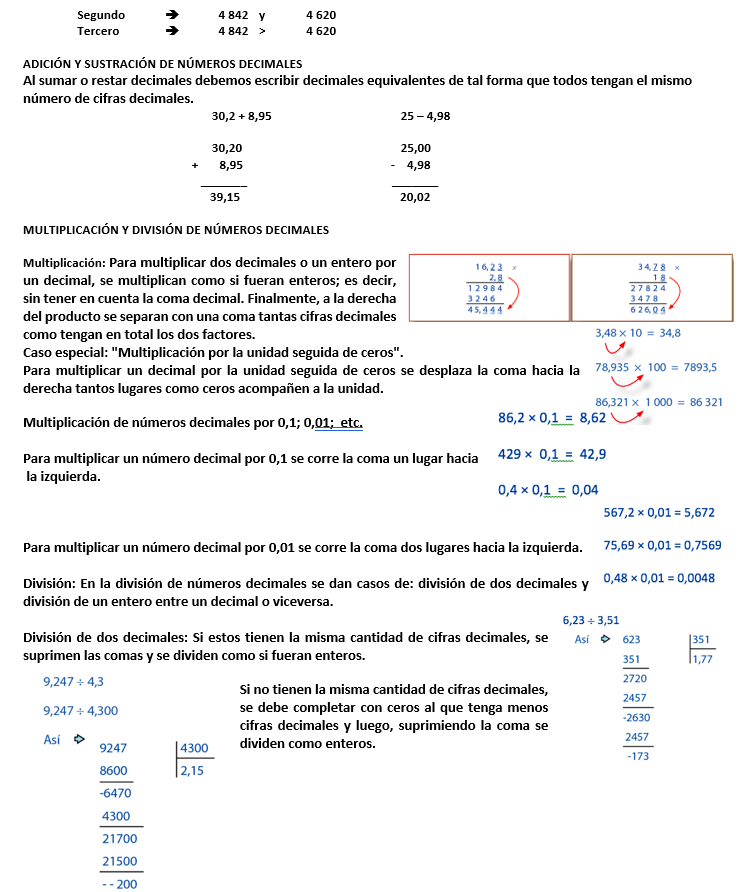 Segundo ➔ 4 842 y 4 620
Tercero ➔ 4 842 > 4 620
ADICIÓN Y SUSTRACIÓN DE NÚMEROS DECIMALES
Al sumar o restar decimales debemos escribir decimales equivalentes de tal forma que todos tengan el mismo
número de cifras decimales.
30,2 + 8,95 25 – 4,98
30,20 25,00
+ 8,95 - 4,98
39,15 20,02
MULTIPLICACIÓN Y DIVISIÓN DE NÚMEROS DECIMALES
Multiplicación: Para multiplicar dos decimales o un entero por
un decimal, se multiplican como si fueran enteros; es decir,
sin tener en cuenta la coma decimal. Finalmente, a la derecha
del producto se separan con una coma tantas cifras decimales
como tengan en total los dos factores.
16,23 ×
2,8
12984
3246
45,444
34,78 ×
18
27824
3478
626,04
Caso especial: "Multiplicación por la unidad seguida de ceros".
Para multiplicar un decimal por la unidad seguida de ceros se desplaza la coma hacia la
derecha tantos lugares como ceros acompañen a la unidad.
3,48 × 10 = 34,8
78,935 × 100 = 7893,5
86,321 × 1 000 = 86 321
Multiplicación de números decimales por 0,1; 0,01; etc.
Para multiplicar un número decimal por 0,1 se corre la coma un lugar hacia
la izquierda.
86,2 × 0,1 = 8,62
429 × 0,1 = 42,9
0,4 × 0,1 = 0,04
Para multiplicar un número decimal por 0,01 se corre la coma dos lugares hacia la izquierda.
567,2 × 0,01 = 5,672
75,69 × 0,01 = 0,7569
0,48 × 0,01 = 0,0048
División: En la división de números decimales se dan casos de: división de dos decimales y
división de un entero entre un decimal o viceversa.
División de dos decimales: Si estos tienen la misma cantidad de cifras decimales, se
suprimen las comas y se dividen como si fueran enteros.
6,23 ÷ 3,51
Así ➪ 623 351
351 1,77
2720
2457
-2630
2457
-173
Si no tienen la misma cantidad de cifras decimales,
se debe completar con ceros al que tenga menos
cifras decimales y luego, suprimiendo la coma se
dividen como enteros.
9,247 ÷ 4,3
9,247 ÷ 4,300
Así ➪ 9247 4300
8600 2,15
-6470
4300
21700
21500
- - 200